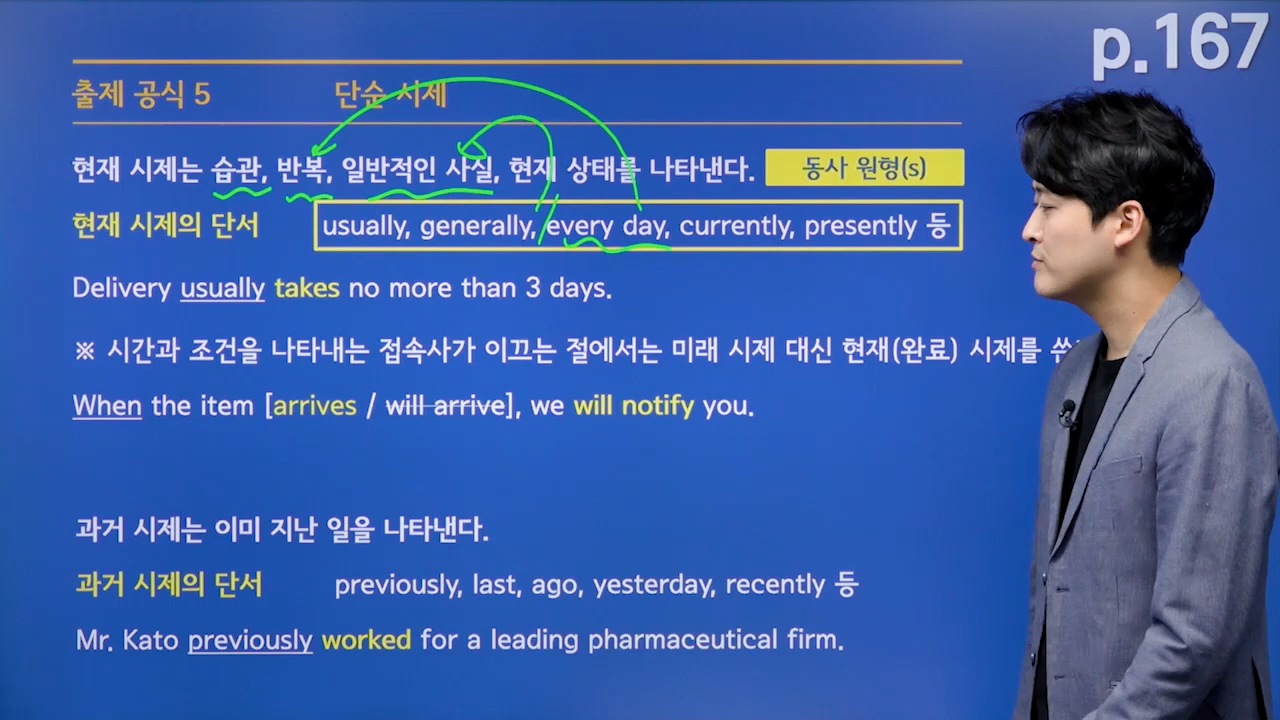 p.167
출제 공식 5 단순 시제
현재 시제는 습관, 반복, 일반적인 사실, 현재 상태를 나타낸다. 동사 원형(s)
현재 시제의 단서 usually, generally, every day, currently, presently 등
Delivery usually takes no more than 3 days.
※ 시간과 조건을 나타내는 접속사가 이끄는 절에서는 미래 시제 대신 현재(완료) 시제를
When the item [arrives / will arrive], we will notify you.
과거 시제는 이미 지난 일을 나타낸다.
과거 시제의 단서 previously, last, ago, yesterday, recently 등
Mr. Kato previously worked for a leading pharmaceutical firm.